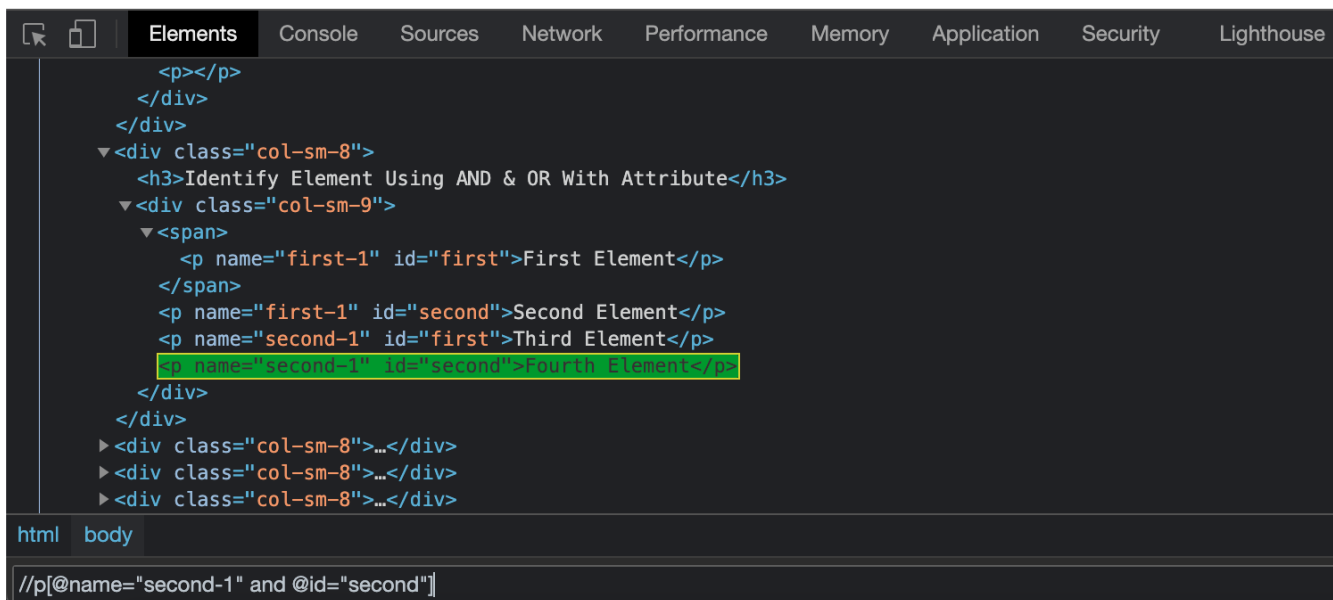 Elements Console Sources Network Performance Memory Application Security Lighthouse
<p></p>
</div>
</div>
<div class="col-sm-8">
<h3>Identify Element Using AND & OR With Attribute</h3>
<div class="col-sm-9">
<span>
<p name="first-1" id="first">First Element</p>
</span>
<p name="first-1" id="second">Second Element</p>
<p name="second-1" id="first">Third Element</p>
<p name="second-1" id="second">Fourth Element</p>
</div>
</div>
<div class="col-sm-8">…</div>
<div class="col-sm-8">…</div>
<div class="col-sm-8">…</div>
html body
//p[@name="second-1" and @id="second"]